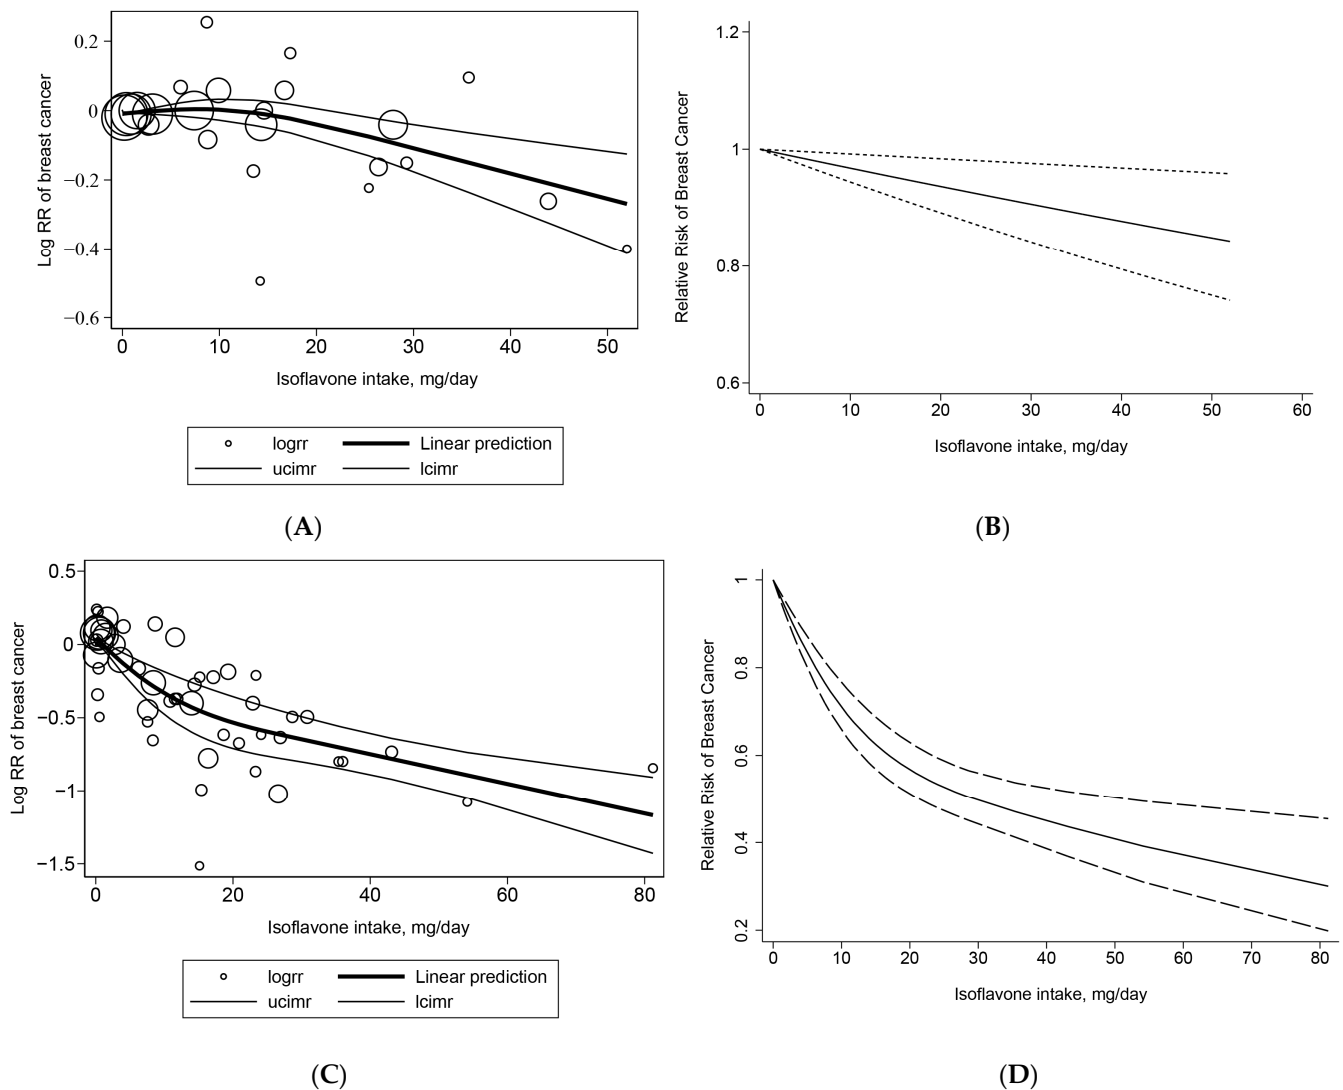 0.2
0
−0.2
−0.4
−0.6
Log RR of breast cancer
0 10 20 30 40 50
Isoflavone intake, mg/day
logrr Linear prediction
ucimr lcimr
(A)
1.2
1
0.8
0.6
Relative Risk of Breast Cancer
0 10 20 30 40 50 60
Isoflavone intake, mg/day
(B)
0.5
0
−0.5
−1
−1.5
Log RR of breast cancer
0 20 40 60 80
Isoflavone intake, mg/day
logrr Linear prediction
ucimr lcimr
(C)
1
0.8
0.6
0.4
0.2
Relative Risk of Breast Cancer
0 10 20 30 40 50 60 70 80
Isoflavone intake, mg/day
(D)